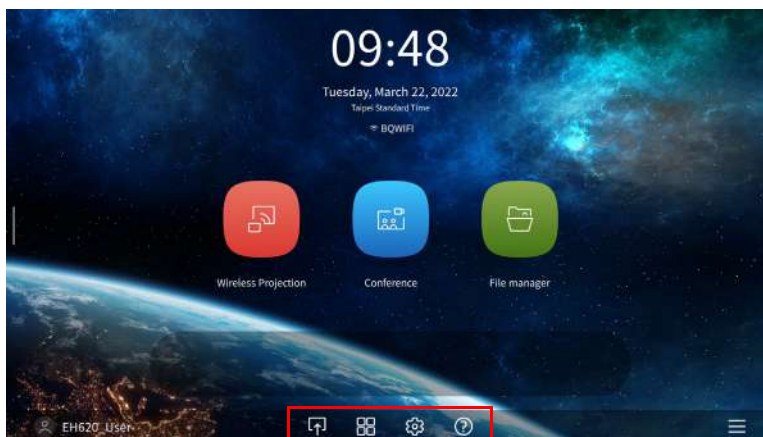 09:48
Tuesday, March 22, 2022
Taipei Standard Time
BQWIFI
Wireless Projection
Conference
File manager
EH620_User